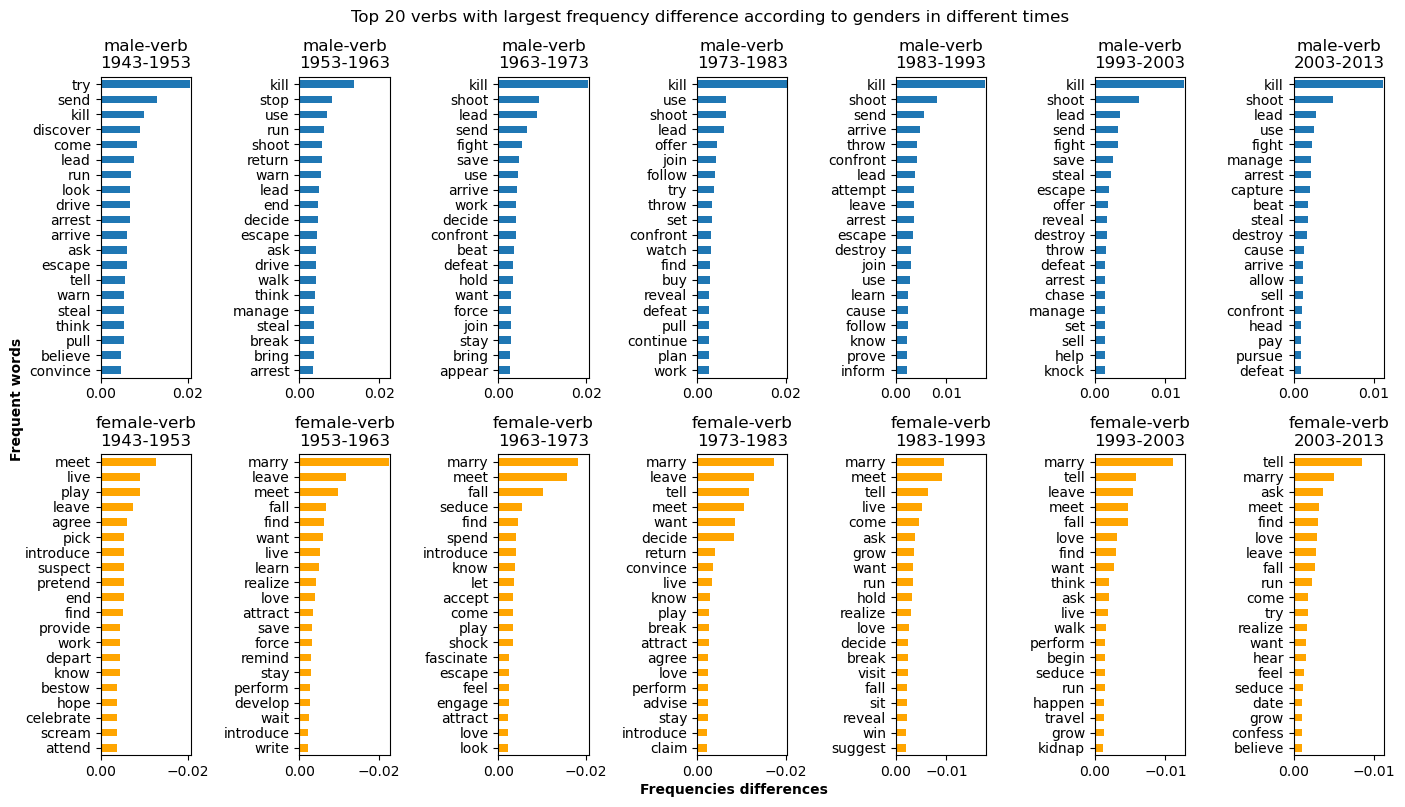 Top 20 verbs with largest frequency difference according to genders in different times
male-verb
1943-1953
try
send
kill
discover
come
lead
run
look
drive
arrest
arrive
ask
escape
tell
warn
steal
think
pull
believe
convince
0.00 0.02
male-verb
1953-1963
kill
stop
use
run
shoot
return
warn
lead
end
decide
escape
ask
drive
walk
think
manage
steal
break
bring
arrest
0.00 0.02
male-verb
1963-1973
kill
shoot
lead
send
fight
save
use
arrive
work
decide
confront
beat
defeat
hold
want
force
join
stay
bring
appear
0.00 0.02
male-verb
1973-1983
kill
use
shoot
lead
offer
join
follow
try
throw
set
confront
watch
find
buy
reveal
defeat
pull
continue
plan
work
0.00 0.02
male-verb
1983-1993
kill
shoot
send
arrive
throw
confront
lead
attempt
leave
arrest
escape
destroy
join
use
learn
cause
follow
know
prove
inform
0.00 0.01
male-verb
1993-2003
kill
shoot
lead
send
fight
save
steal
escape
offer
reveal
destroy
throw
defeat
arrest
chase
manage
set
sell
help
knock
0.00 0.01
male-verb
2003-2013
kill
shoot
lead
use
fight
manage
arrest
capture
beat
steal
destroy
cause
arrive
allow
sell
confront
head
pay
pursue
defeat
0.00 0.01
Frequent words
female-verb
1943-1953
meet
live
play
leave
agree
pick
introduce
suspect
pretend
end
find
provide
work
depart
know
bestow
hope
celebrate
scream
attend
0.00 −0.02
female-verb
1953-1963
marry
leave
meet
fall
find
want
live
learn
realize
love
attract
save
force
remind
stay
perform
develop
wait
introduce
write
0.00 −0.02
female-verb
1963-1973
marry
meet
fall
seduce
find
spend
introduce
know
let
accept
come
play
shock
fascinate
escape
feel
engage
attract
love
look
0.00 −0.02
female-verb
1973-1983
marry
leave
tell
meet
want
decide
return
convince
live
know
play
break
attract
agree
love
perform
advise
stay
introduce
claim
0.00 −0.02
female-verb
1983-1993
marry
meet
tell
live
come
ask
grow
want
run
hold
realize
love
decide
break
visit
fall
sit
reveal
win
suggest
0.00 −0.01
female-verb
1993-2003
marry
tell
leave
meet
fall
love
find
want
think
ask
live
walk
perform
begin
seduce
run
happen
travel
grow
kidnap
0.00 −0.01
female-verb
2003-2013
tell
marry
ask
meet
find
love
leave
fall
run
come
try
realize
want
hear
feel
seduce
date
grow
confess
believe
0.00 −0.01
Frequencies differences